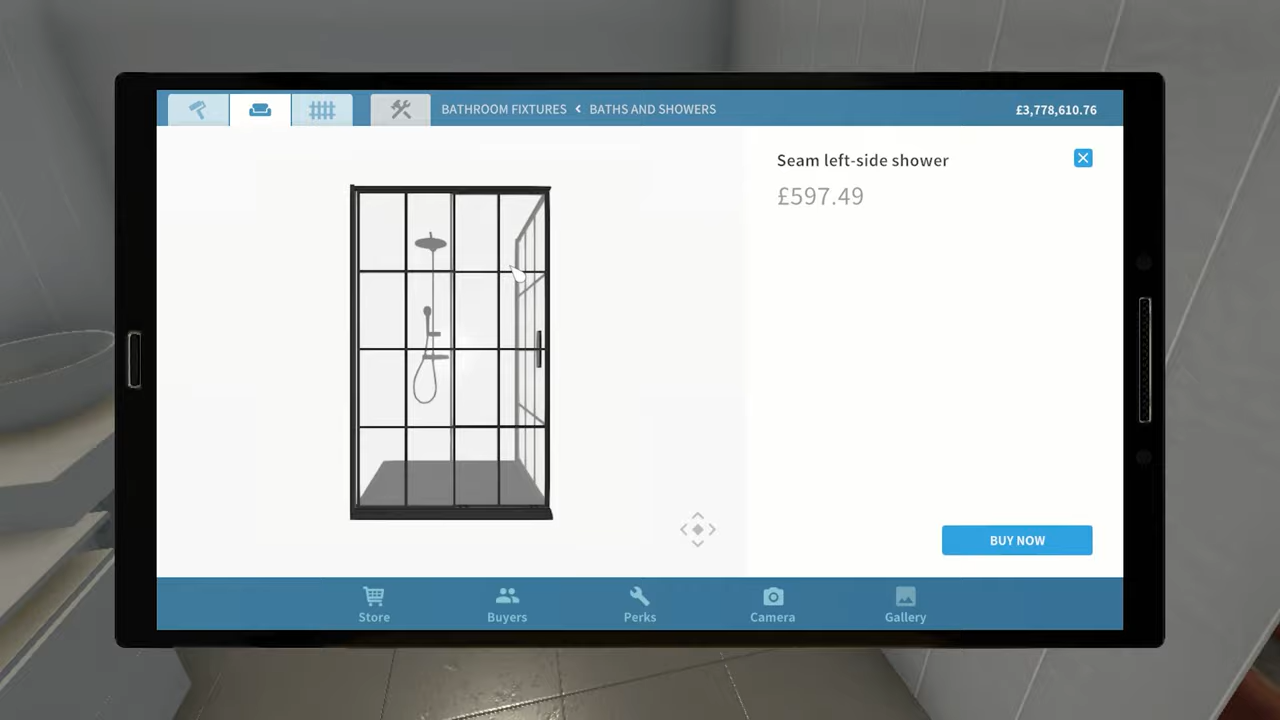 BATHROOM FIXTURES < BATHS AND SHOWERS
£3,778,610.76
Seam left-side shower
£597.49
BUY NOW
Store
Buyers
Perks
Camera
Gallery